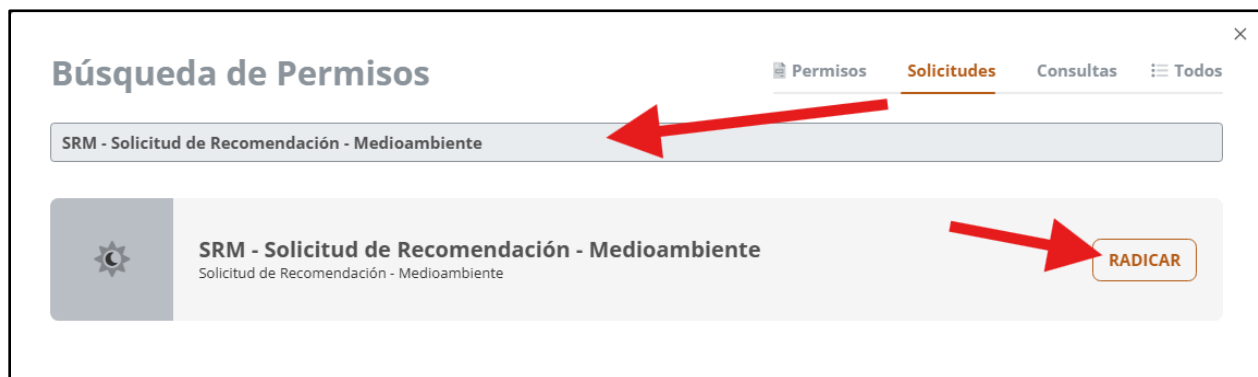 Búsqueda de Permisos
Permisos Solicitudes Consultas Todos
SRM - Solicitud de Recomendación - Medioambiente
SRM - Solicitud de Recomendación - Medioambiente
Solicitud de Recomendación - Medioambiente
RADICAR